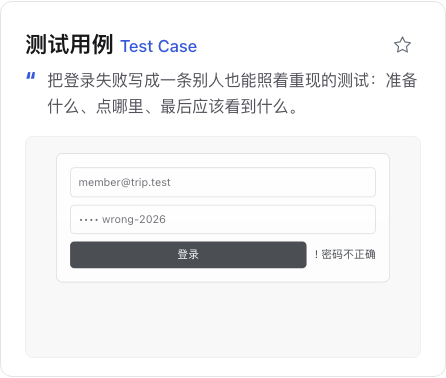 测试用例 Test Case
“ 把登录失败写成一条别人也能照着重现的测试：准备
什么、点哪里、最后应该看到什么。
member@trip.test
•••• wrong-2026
登录 ! 密码不正确